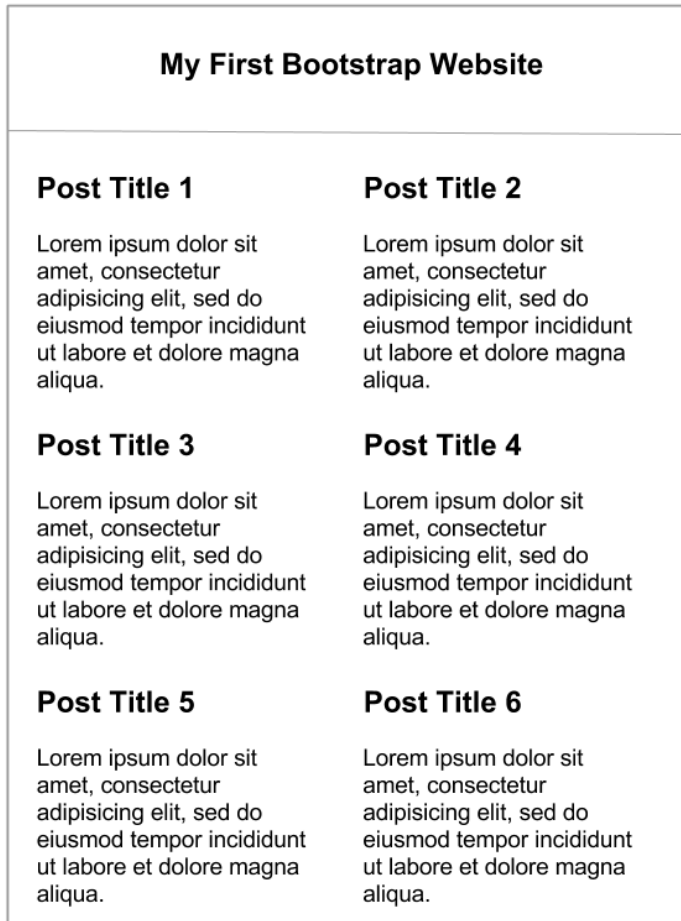 My First Bootstrap Website
Post Title 1
Lorem ipsum dolor sit
amet, consectetur
adipisicing elit, sed do
eiusmod tempor incididunt
ut labore et dolore magna
aliqua.
Post Title 2
Lorem ipsum dolor sit
amet, consectetur
adipisicing elit, sed do
eiusmod tempor incididunt
ut labore et dolore magna
aliqua.
Post Title 3
Lorem ipsum dolor sit
amet, consectetur
adipisicing elit, sed do
eiusmod tempor incididunt
ut labore et dolore magna
aliqua.
Post Title 4
Lorem ipsum dolor sit
amet, consectetur
adipisicing elit, sed do
eiusmod tempor incididunt
ut labore et dolore magna
aliqua.
Post Title 5
Lorem ipsum dolor sit
amet, consectetur
adipisicing elit, sed do
eiusmod tempor incididunt
ut labore et dolore magna
aliqua.
Post Title 6
Lorem ipsum dolor sit
amet, consectetur
adipisicing elit, sed do
eiusmod tempor incididunt
ut labore et dolore magna
aliqua.